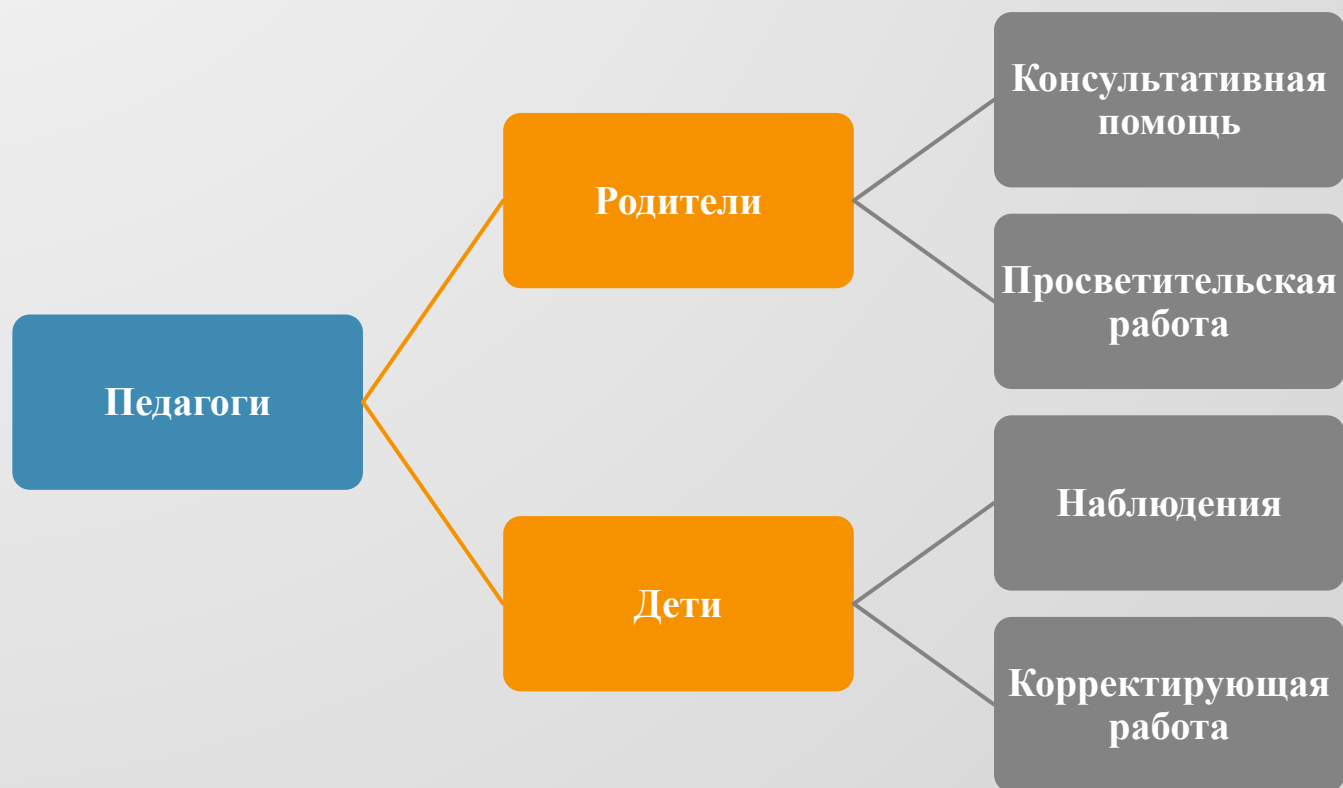 Педагоги
Родители
Консультативная
помощь
Просветительская
работа
Дети
Наблюдения
Корректирующая
работа